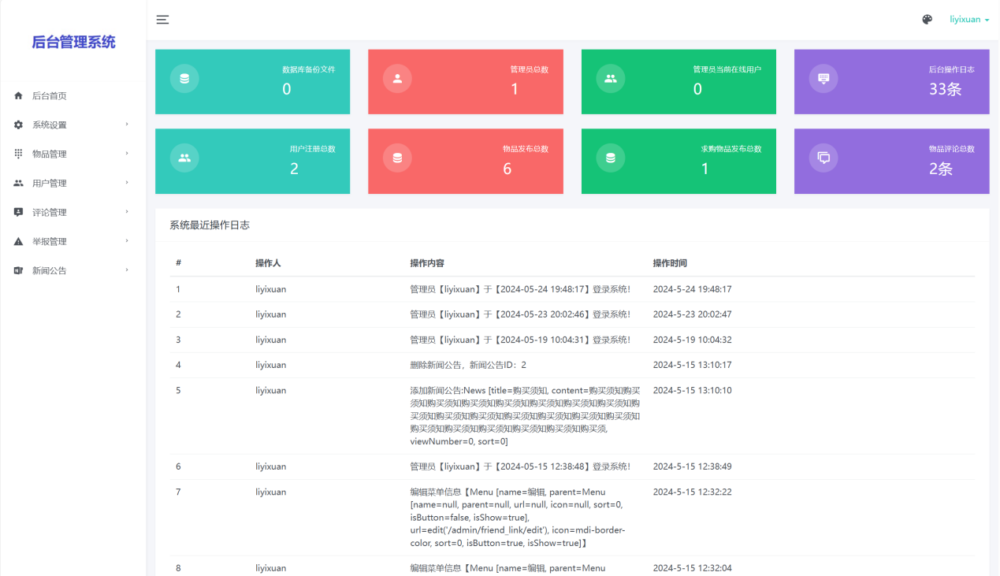 后台管理系统
liyixuan
后台首页
系统设置
物品管理
用户管理
评论管理
举报管理
新闻公告
数据库备份文件
0
管理员总数
1
管理员当前在线用户
0
后台操作日志
33条
用户注册总数
2
物品发布总数
6
求购物品发布总数
1
物品评论总数
2条
系统最近操作日志
# 操作人 操作内容 操作时间
1 liyixuan 管理员【liyixuan】于【2024-05-24 19:48:17】登录系统! 2024-5-24 19:48:17
2 liyixuan 管理员【liyixuan】于【2024-05-23 20:02:46】登录系统! 2024-5-23 20:02:47
3 liyixuan 管理员【liyixuan】于【2024-05-19 10:04:31】登录系统! 2024-5-19 10:04:32
4 liyixuan 删除新闻公告，新闻公告ID：2 2024-5-15 13:10:17
5 liyixuan 添加新闻公告:News [title=购买须知, content=购买须知购买 2024-5-15 13:10:10
须知购买须知购买须知购买须知购买须知购买须知购买须知购买须知购
买须知购买须知购买须知购买须知购买须知购买须知购买须知购买须知
购买须知购买须知购买须知购买须知购买须知购买须,
viewNumber=0, sort=0]
6 liyixuan 管理员【liyixuan】于【2024-05-15 12:38:48】登录系统! 2024-5-15 12:38:49
7 liyixuan 编辑菜单信息【Menu [name=编辑, parent=Menu 2024-5-15 12:32:22
[name=null, parent=null, url=null, icon=null, sort=0,
isButton=false, isShow=true],
url=edit('/admin/friend_link/edit'), icon=mdi-border-
color, sort=0, isButton=true, isShow=true]】
8 liyixuan 编辑菜单信息【Menu [name=编辑, parent=Menu 2024-5-15 12:32:04